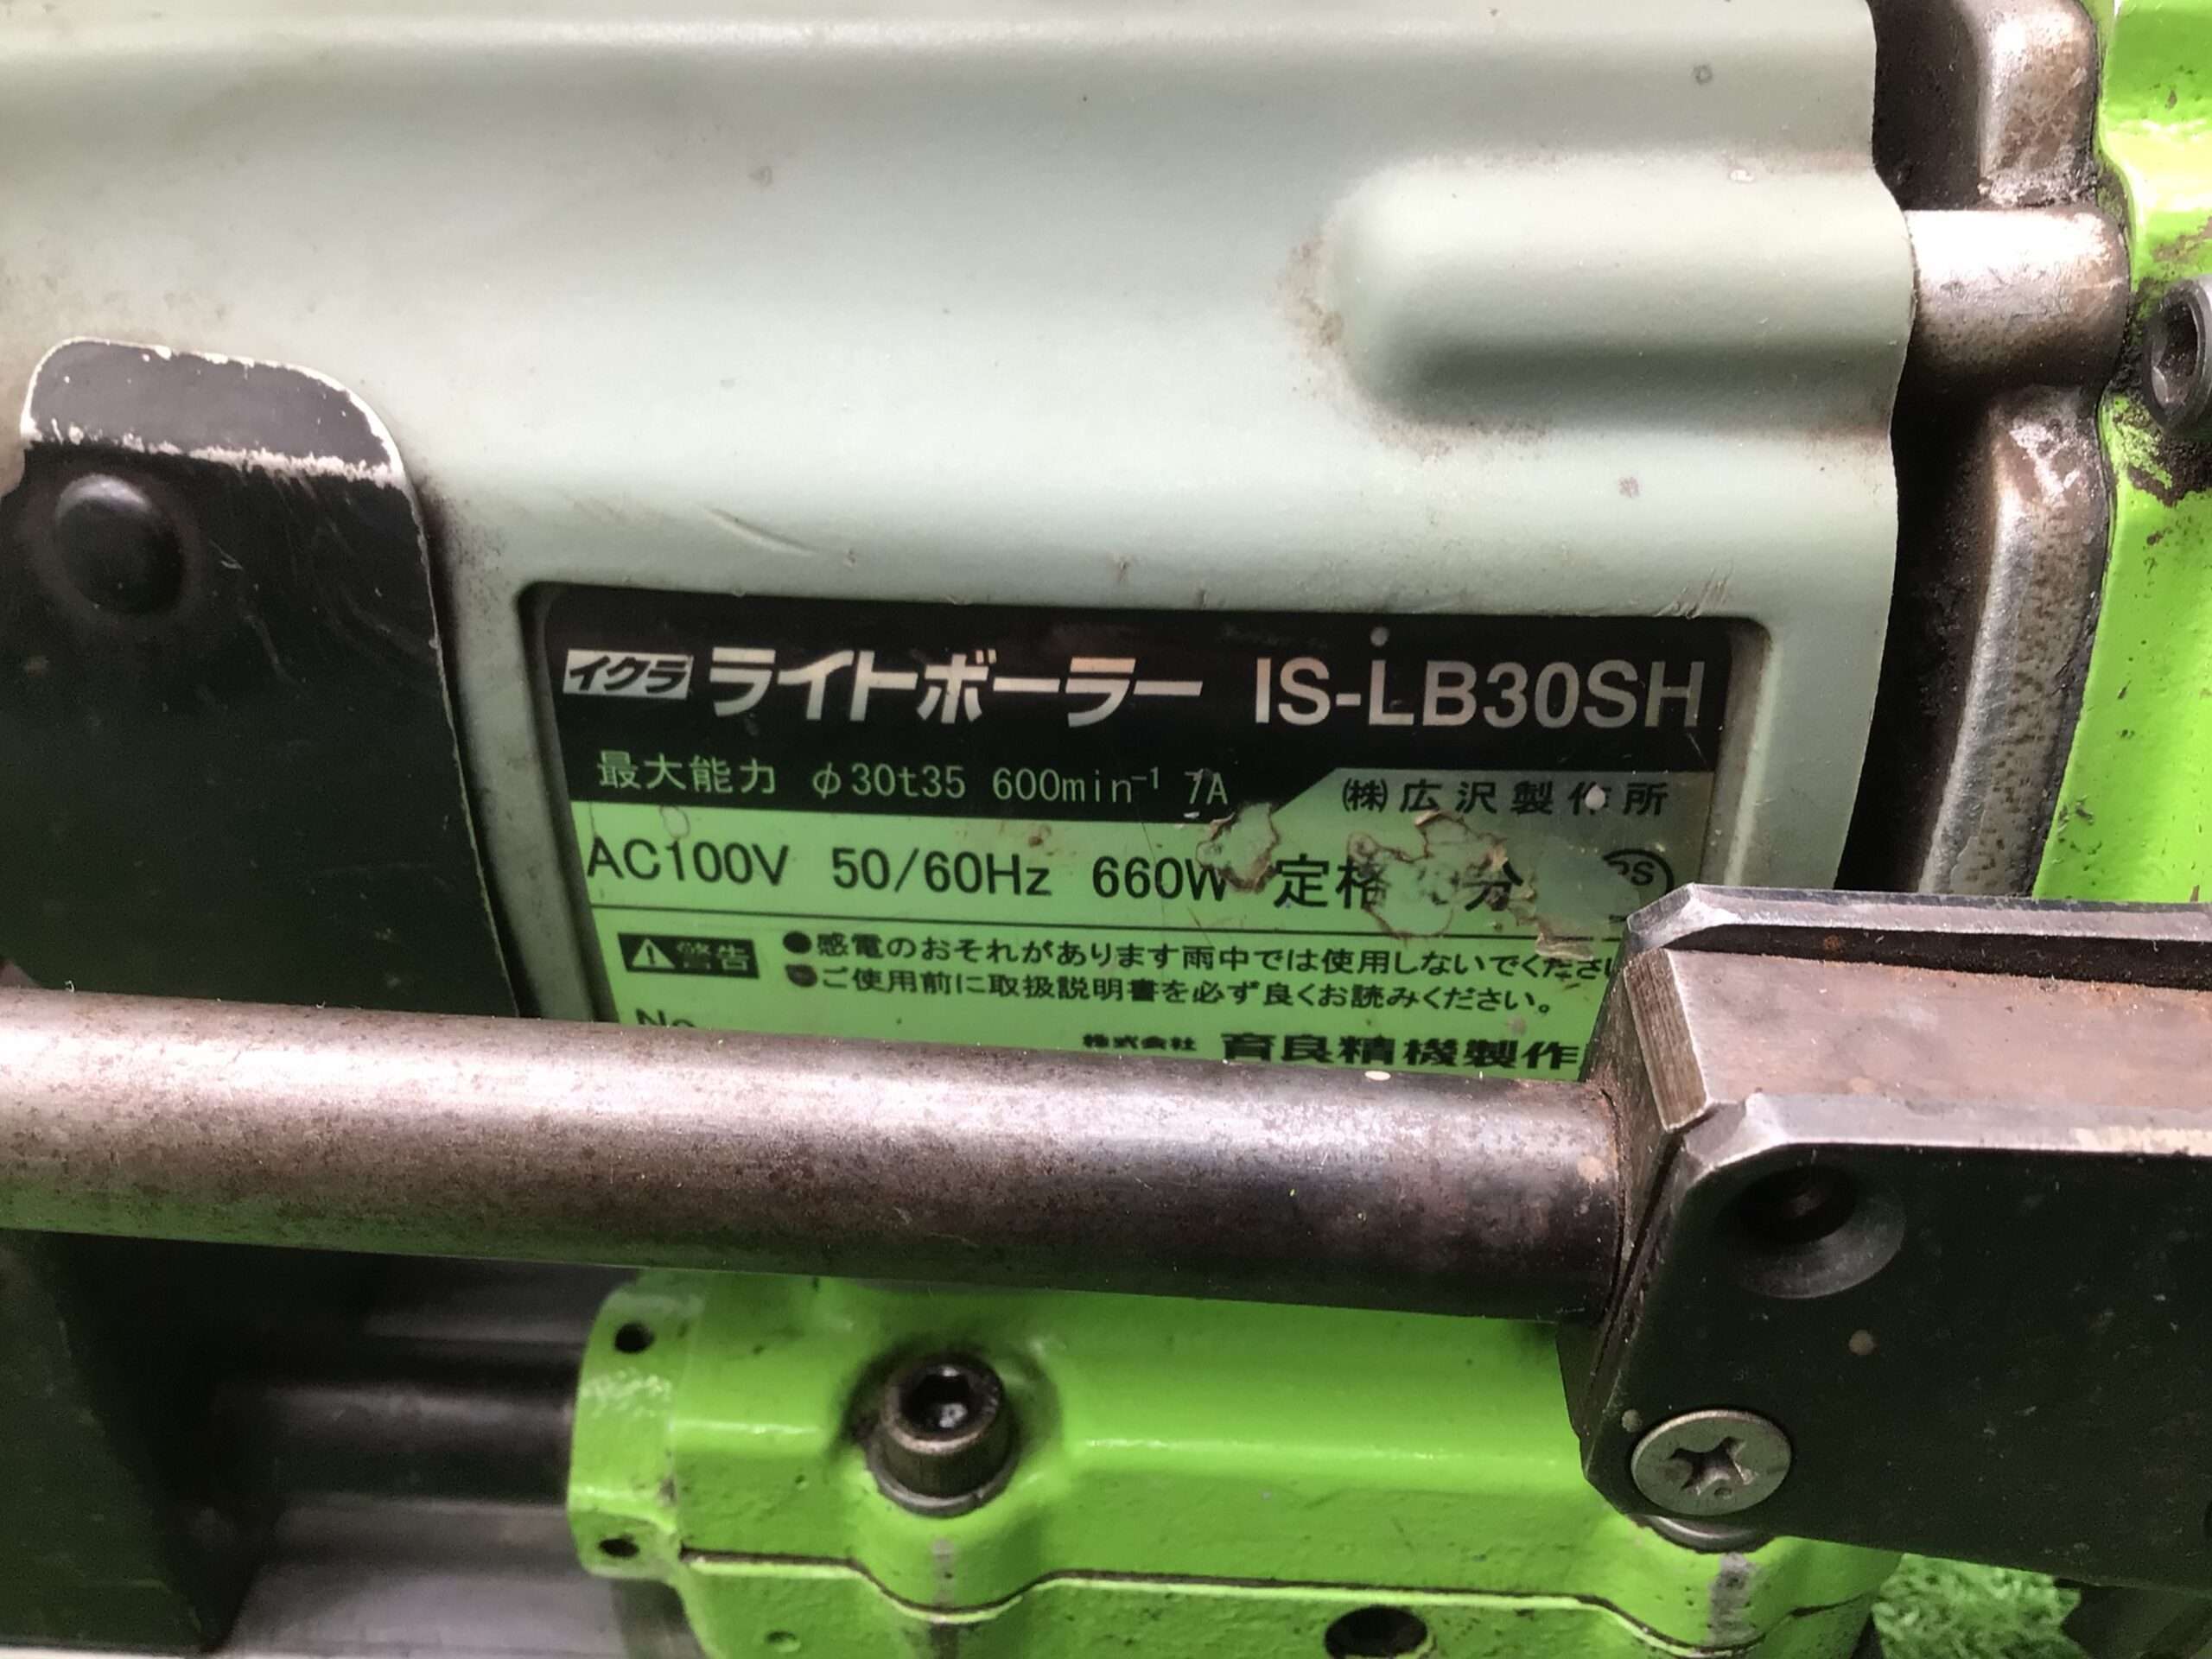 イクラ ライトボーラー IS-LB30SH
最大能力 φ30t35 600min⁻¹ 7A
㈱広沢製作所
AC100V 50/60Hz 660W 定格 分
警告 ●感電のおそれがあります雨中では使用しないでください
●ご使用前に取扱説明書を必ず良くお読みください。
No.
株式会社 育良精機製作